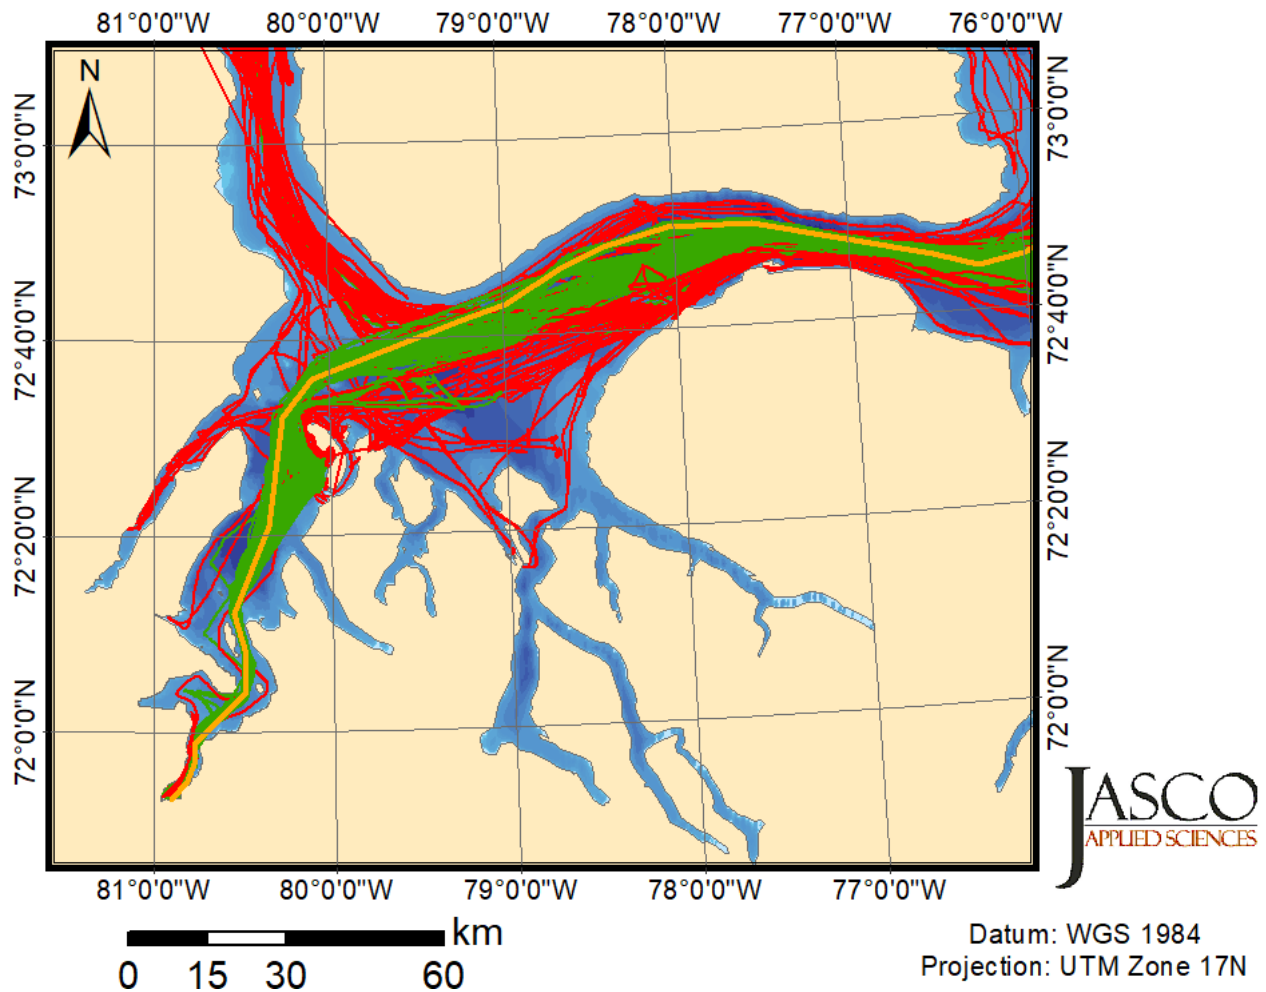 81°0'0"W 80°0'0"W 79°0'0"W 78°0'0"W 77°0'0"W 76°0'0"W
N
73°0'0"N
73°0'0"N
72°40'0"N
72°40'0"N
72°20'0"N
72°20'0"N
72°0'0"N
72°0'0"N
JASCO
APPLIED SCIENCES
81°0'0"W 80°0'0"W 79°0'0"W 78°0'0"W 77°0'0"W
km
0 15 30 60
Datum: WGS 1984
Projection: UTM Zone 17N